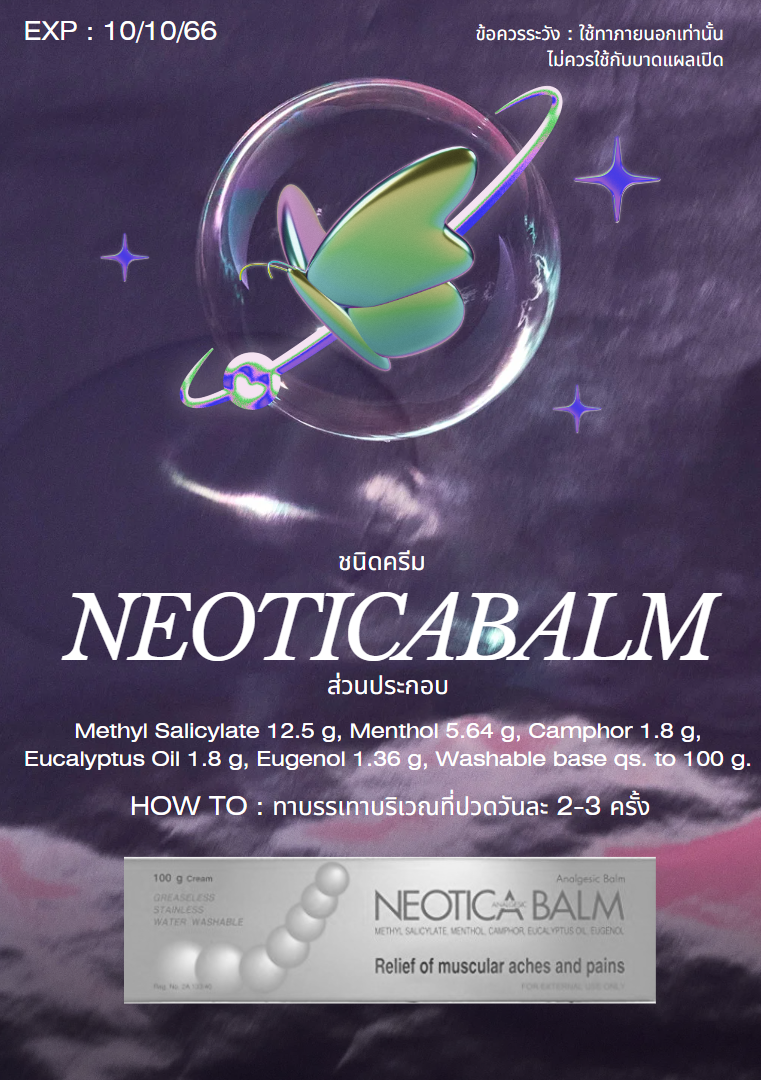 EXP : 10/10/66
ข้อควรระวัง : ใช้ทาภายนอกเท่านั้น
ไม่ควรใช้กับบาดแผลเปิด
ชนิดครีม
NEOTICABALM
ส่วนประกอบ
Methyl Salicylate 12.5 g, Menthol 5.64 g, Camphor 1.8 g,
Eucalyptus Oil 1.8 g, Eugenol 1.36 g, Washable base qs. to 100 g.
HOW TO : ทาบรรเทาบริเวณที่ปวดวันละ 2-3 ครั้ง
100 g Cream
GREASELESS
STAINLESS
WATER WASHABLE
Analgesic Balm
NEOTICA BALM
ANALGESIC
METHYL SALICYLATE, MENTHOL, CAMPHOR, EUCALYPTUS OIL, EUGENOL
Relief of muscular aches and pains
Reg. No.
FOR EXTERNAL USE ONLY